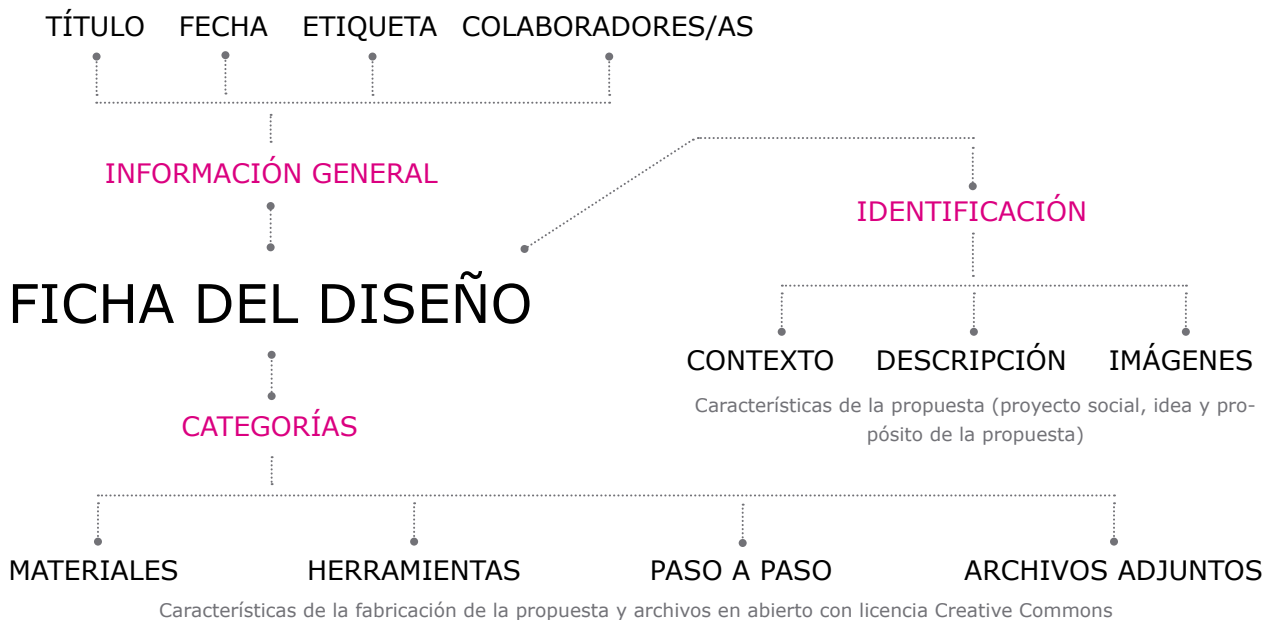 TÍTULO FECHA ETIQUETA COLABORADORES/AS
INFORMACIÓN GENERAL
IDENTIFICACIÓN
FICHA DEL DISEÑO
CONTEXTO DESCRIPCIÓN IMÁGENES
Características de la propuesta (proyecto social, idea y pro-
pósito de la propuesta)
CATEGORÍAS
MATERIALES HERRAMIENTAS PASO A PASO ARCHIVOS ADJUNTOS
Características de la fabricación de la propuesta y archivos en abierto con licencia Creative Commons